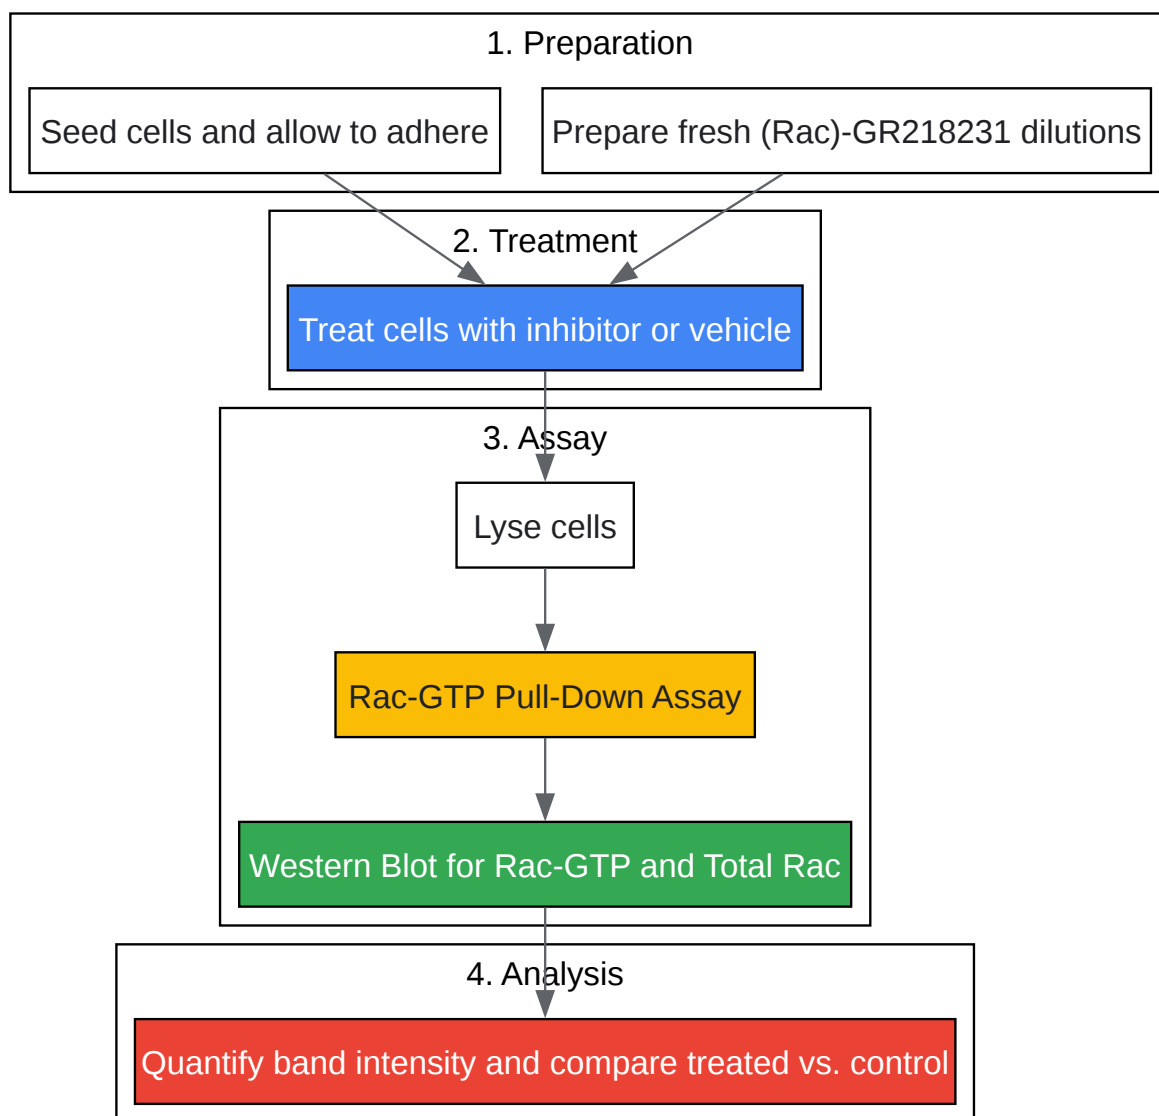 1. Preparation
Seed cells and allow to adhere
Prepare fresh (Rac)-GR218231 dilutions
2. Treatment
Treat cells with inhibitor or vehicle
3. Assay
Lyse cells
Rac-GTP Pull-Down Assay
Western Blot for Rac-GTP and Total Rac
4. Analysis
Quantify band intensity and compare treated vs. control